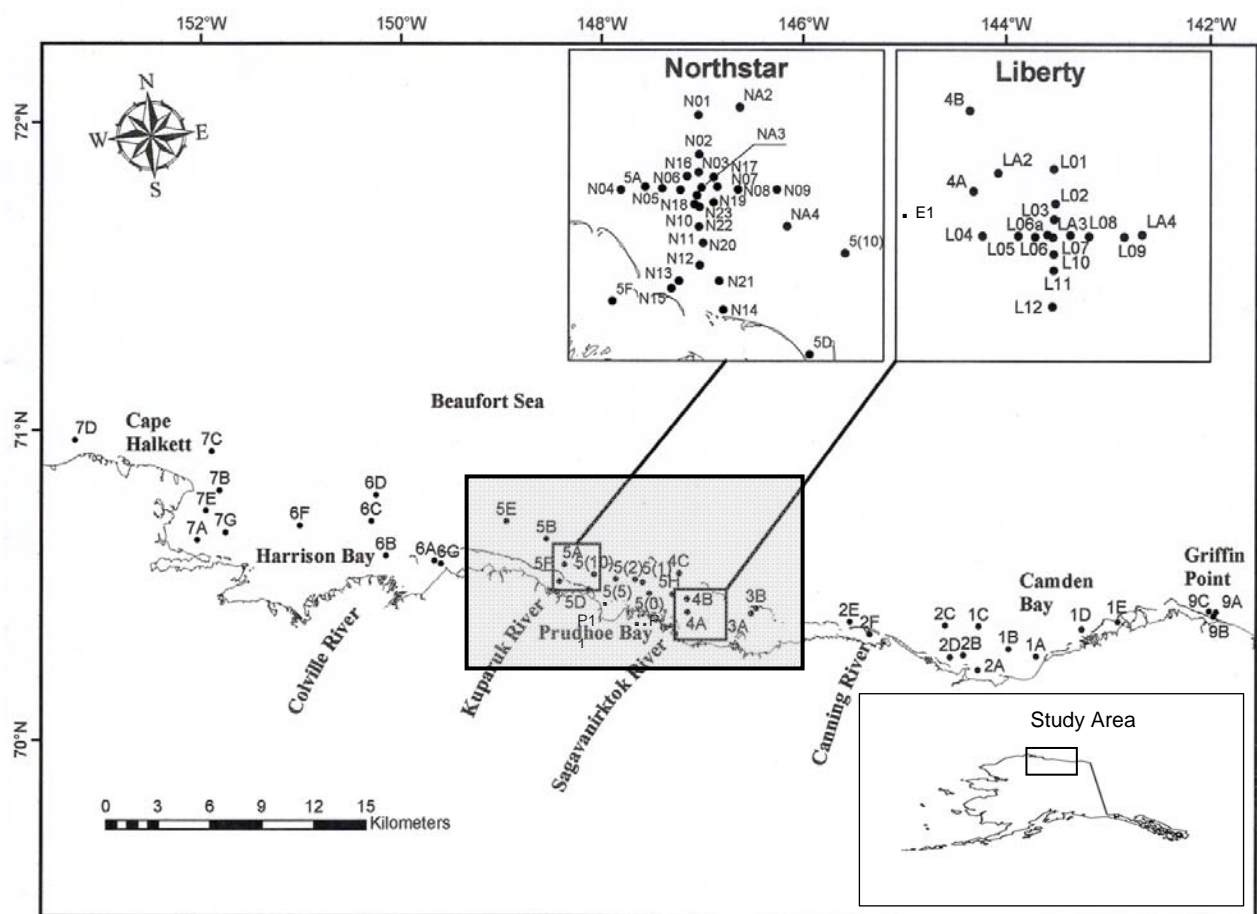 152°W 150°W 148°W 146°W 144°W 142°W
72°N
71°N
70°N
N
W E
S
Northstar
N01
NA2
N02
NA3
N16
N03
N17
5A
N06
N07
N04
N05
N08
N09
N18
N19
N23
N10
N22
NA4
N11
N20
5(10)
N12
N13
N21
5F
N15
N14
5D
Liberty
4B
LA2
L01
4A
L02
E1
L03
L06a
LA3
L08
LA4
L04
L05
L06
L07
L09
L10
L11
L12
Beaufort Sea
Cape
Halkett
7D
7C
7B
7E
7A
7G
6F
6D
6C
Harrison Bay
6B
6A
6G
Colville River
5E
5B
5A
5F
5(10)
5(2)
5(1)
4C
5H
5D
5(5)
5(0)
4B
4A
3B
3A
P1
1
Prudhoe Bay
Kuparuk River
Sagavanirktok River
2E
2F
Canning River
2C
1C
2D
2B
2A
1B
1A
Camden
Bay
1D
1E
Griffin
Point
9C
9A
9B
0 3 6 9 12 15
Kilometers
Study Area